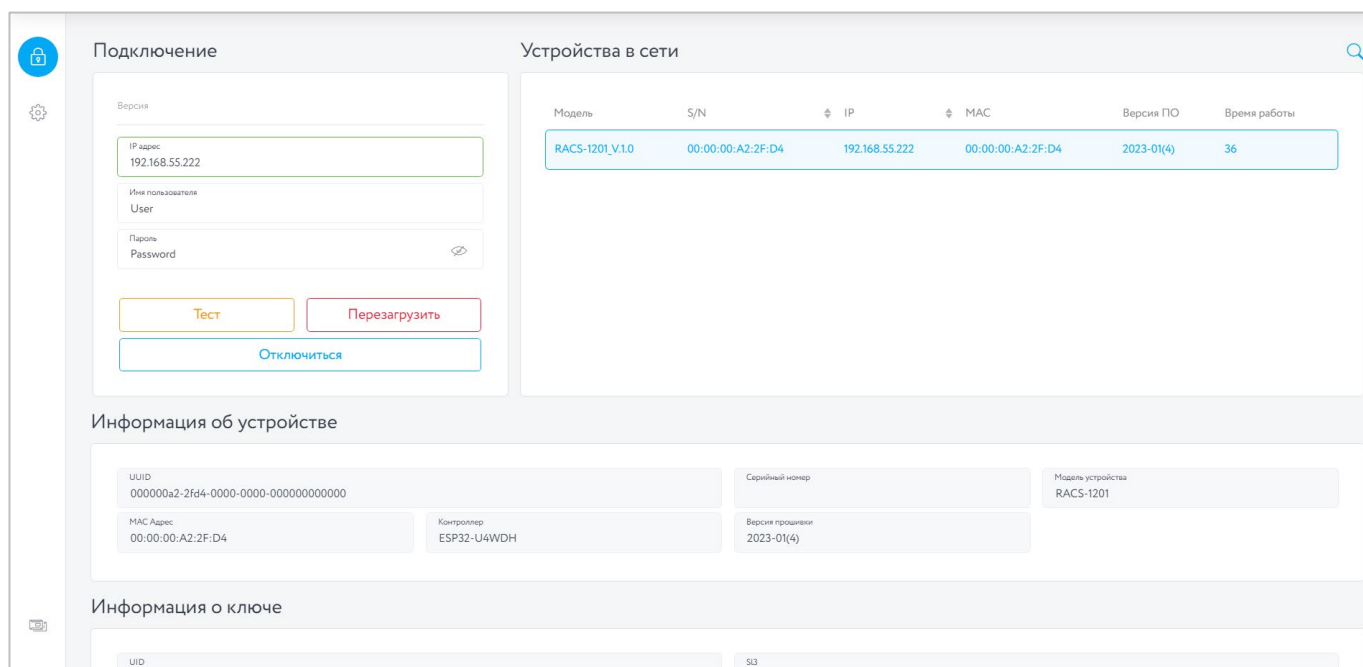 Подключение
Версия
IP адрес
192.168.55.222
Имя пользователя
User
Пароль
Password
Тест
Перезагрузить
Отключиться
Устройства в сети
Модель S/N IP MAC Версия ПО Время работы
RACS-1201_V.1.0 00:00:00:A2:2F:D4 192.168.55.222 00:00:00:A2:2F:D4 2023-01(4) 36
Информация об устройстве
UUID Серийный номер Модель устройства
000000a2-2fd4-0000-0000-000000000000 RACS-1201
MAC Адрес Контроллер Версия прошивки
00:00:00:A2:2F:D4 ESP32-U4WDH 2023-01(4)
Информация о ключе
UID Sl3